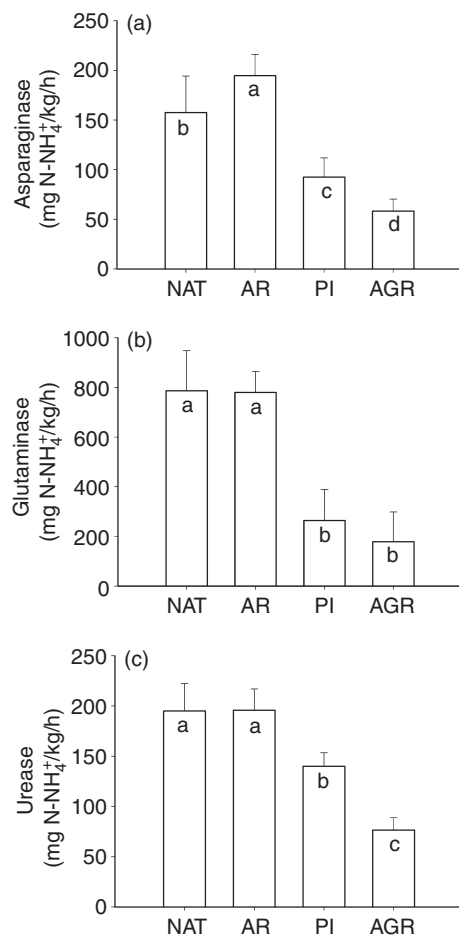 (a)
Asparaginase
(mg N-NH₄⁺/kg/h)
250
200
150
100
50
0
b
a
c
d
NAT AR PI AGR
(b)
Glutaminase
(mg N-NH₄⁺/kg/h)
1000
800
600
400
200
0
a
a
b
b
NAT AR PI AGR
(c)
Urease
(mg N-NH₄⁺/kg/h)
250
200
150
100
50
0
a
a
b
c
NAT AR PI AGR